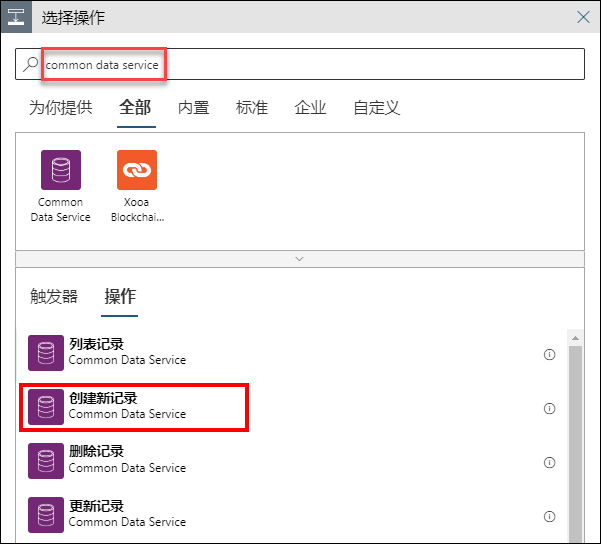 选择操作
common data service
为你提供 全部 内置 标准 企业 自定义
Common Data Service
Xooa Blockchai...
触发器 操作
列表记录
Common Data Service
创建新记录
Common Data Service
删除记录
Common Data Service
更新记录
Common Data Service